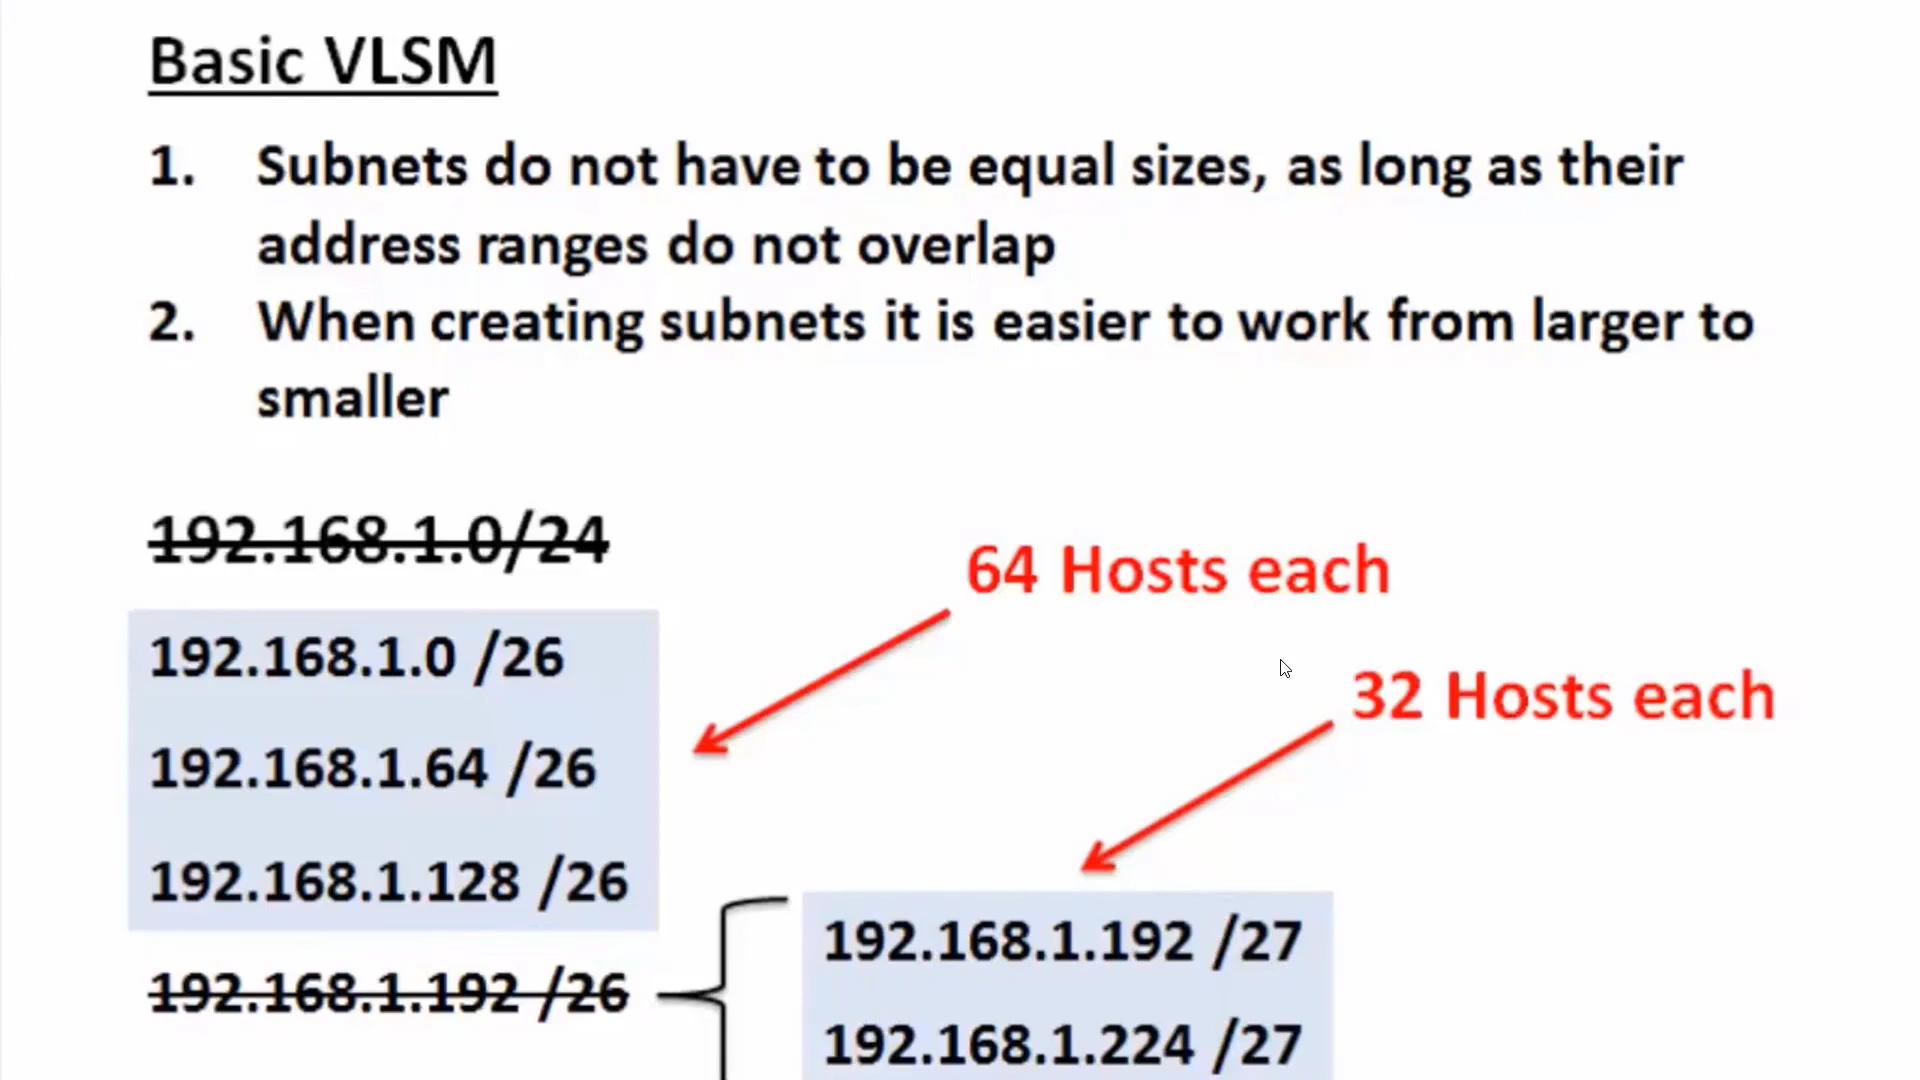 Basic VLSM
1. Subnets do not have to be equal sizes, as long as their
address ranges do not overlap
2. When creating subnets it is easier to work from larger to
smaller
192.168.1.0/24
64 Hosts each
192.168.1.0 /26
32 Hosts each
192.168.1.64 /26
192.168.1.128 /26
192.168.1.192 /27
192.168.1.192 /26
192.168.1.224 /27